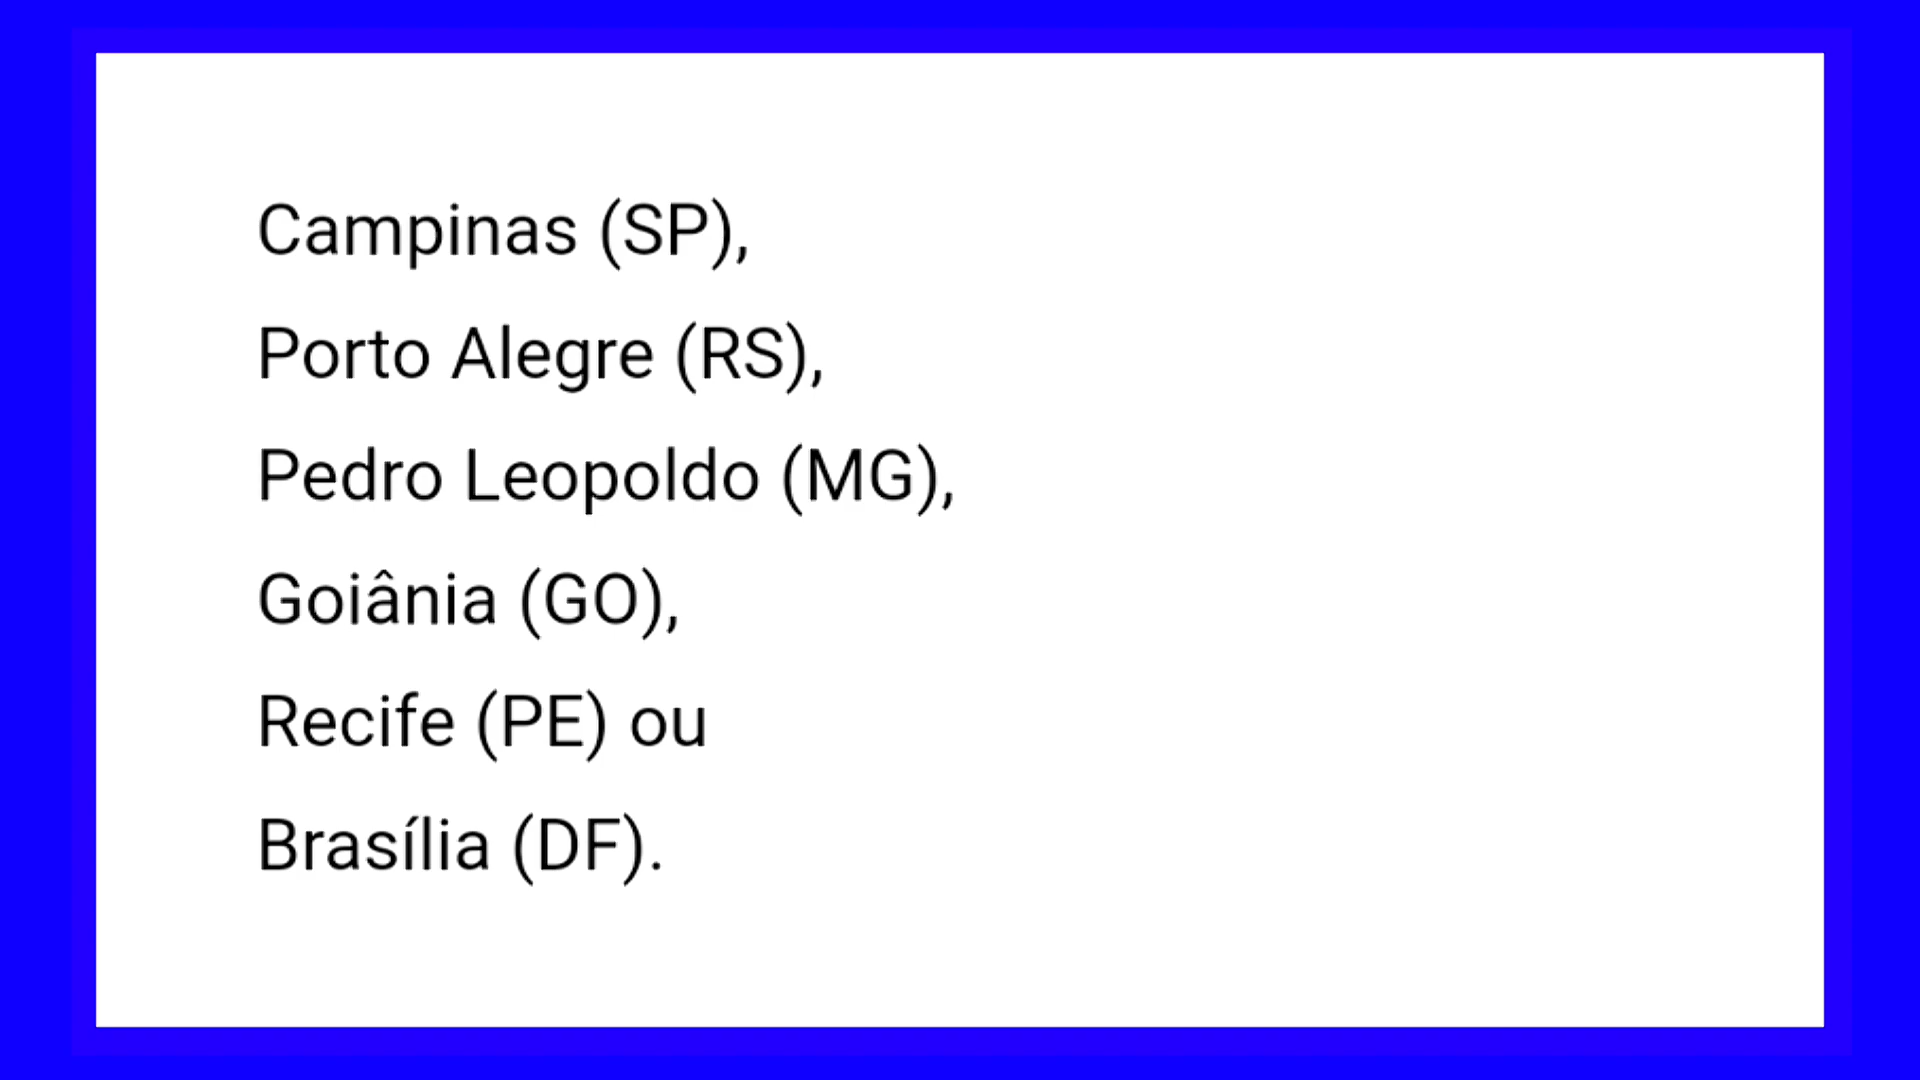 Campinas (SP),
Porto Alegre (RS),
Pedro Leopoldo (MG),
Goiânia (GO),
Recife (PE) ou
Brasília (DF).